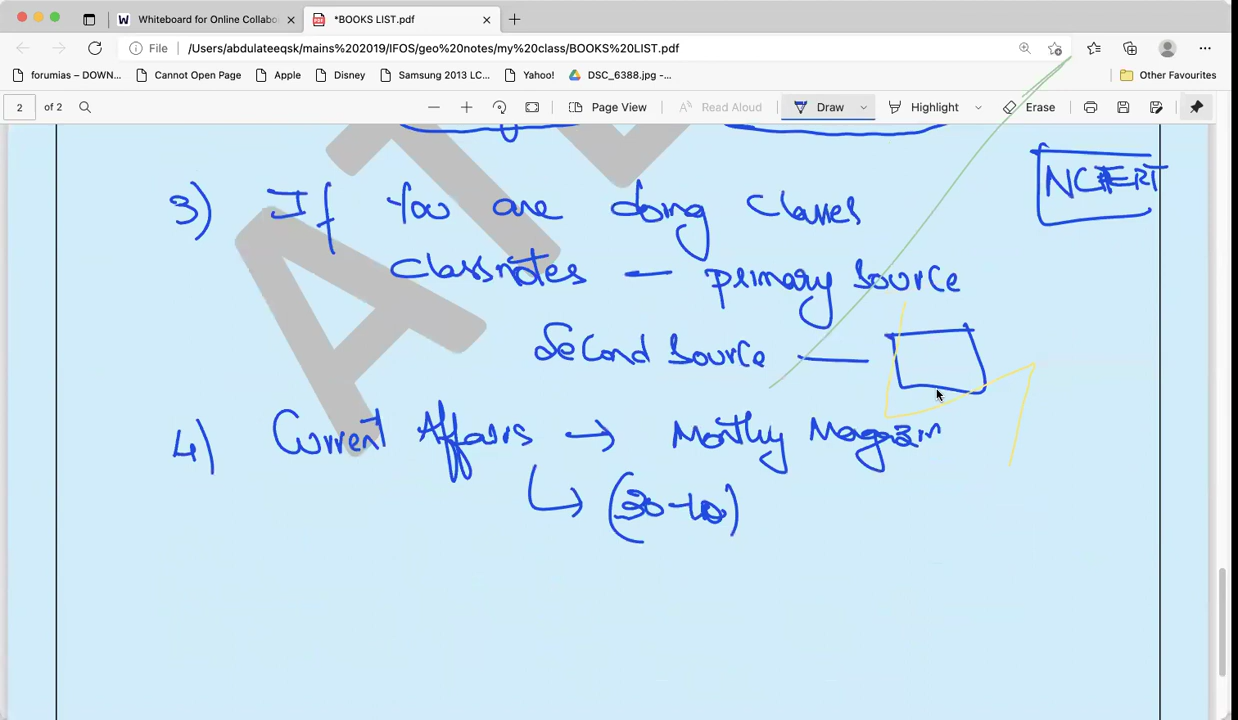 Whiteboard for Online Collabo
*BOOKS LIST.pdf
File /Users/abdulateeqsk/mains%202019/IFOS/geo%20notes/my%20class/BOOKS%20LIST.pdf
forumias – DOWN... Cannot Open Page Apple Disney Samsung 2013 LC... Yahoo! DSC_6388.jpg -... Other Favourites
2 of 2 Page View Read Aloud Draw Highlight Erase
NCERT
3) If You are doing Classes
Classnotes — primary Source
Second Source —
4) Current Affairs → Monthly Magazin
(30-40)